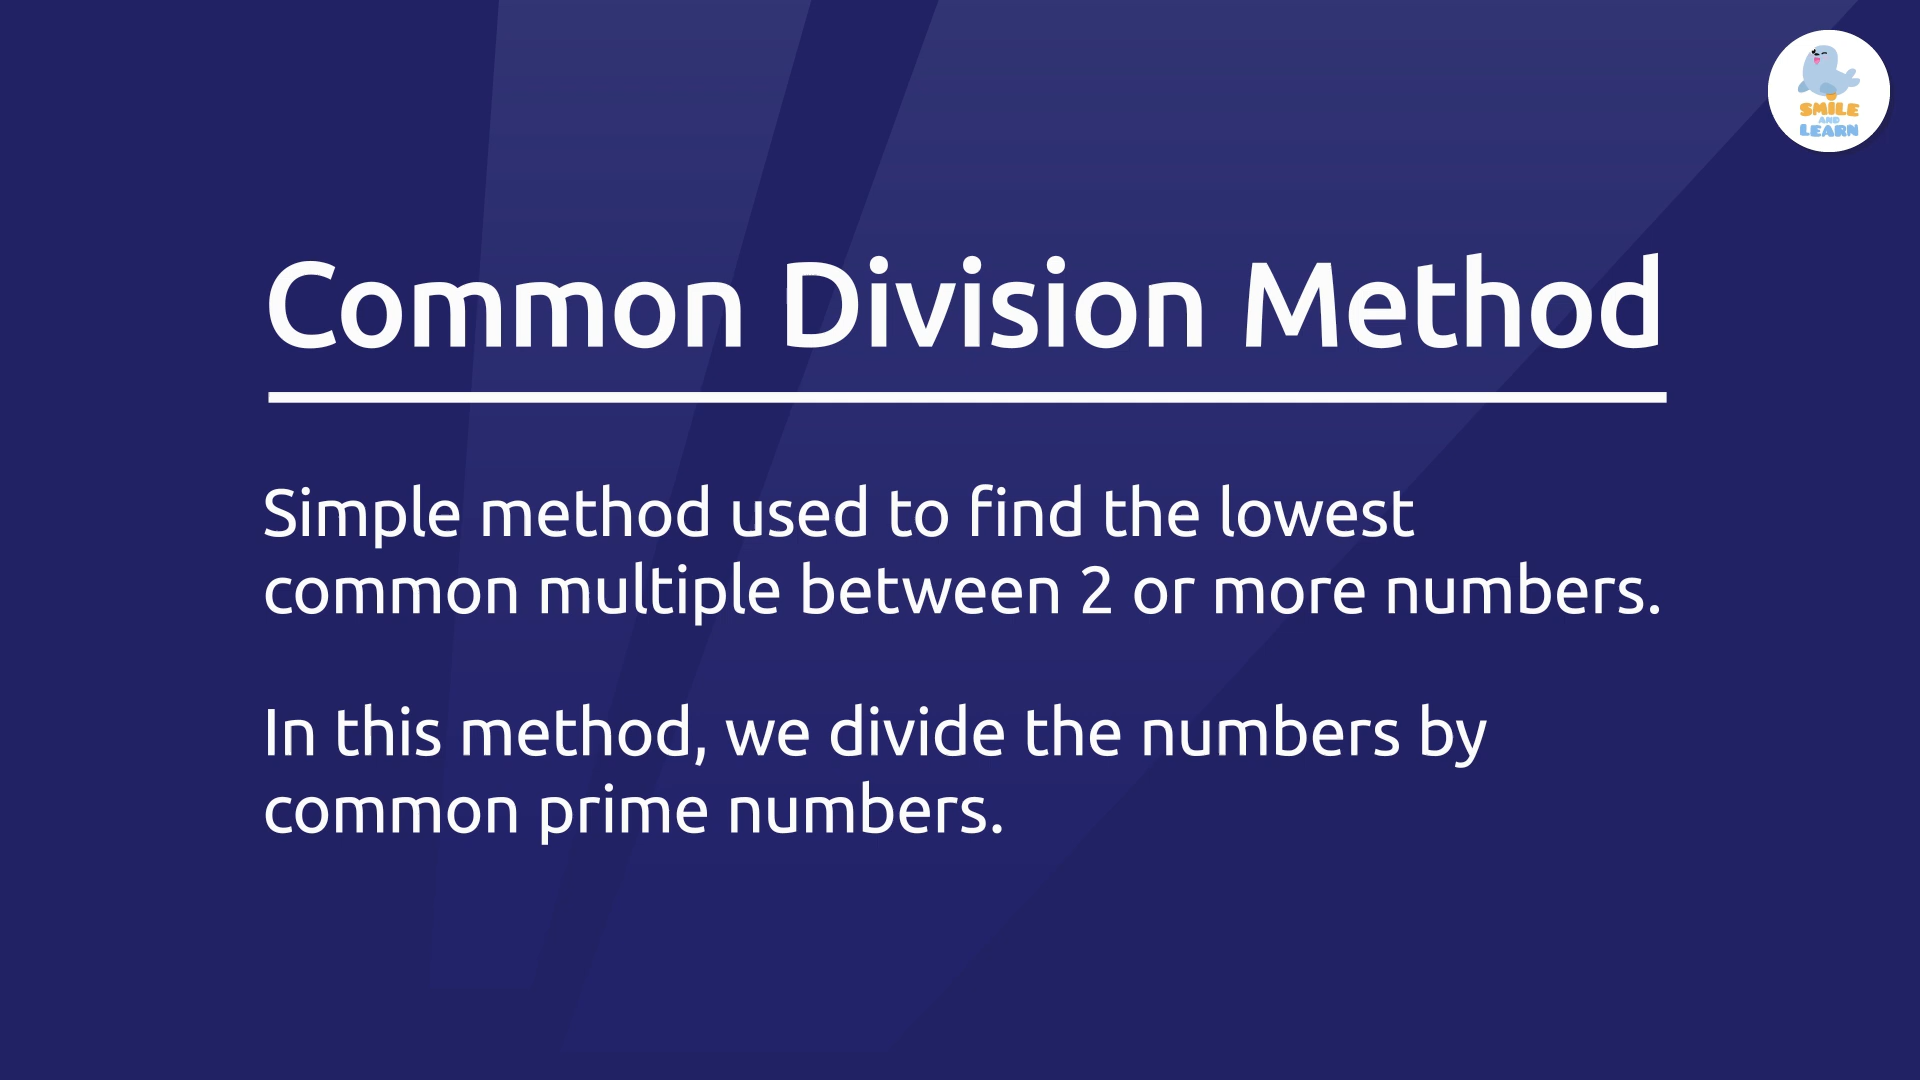 SMILE
AND
LEARN
Common Division Method
Simple method used to find the lowest
common multiple between 2 or more numbers.
In this method, we divide the numbers by
common prime numbers.